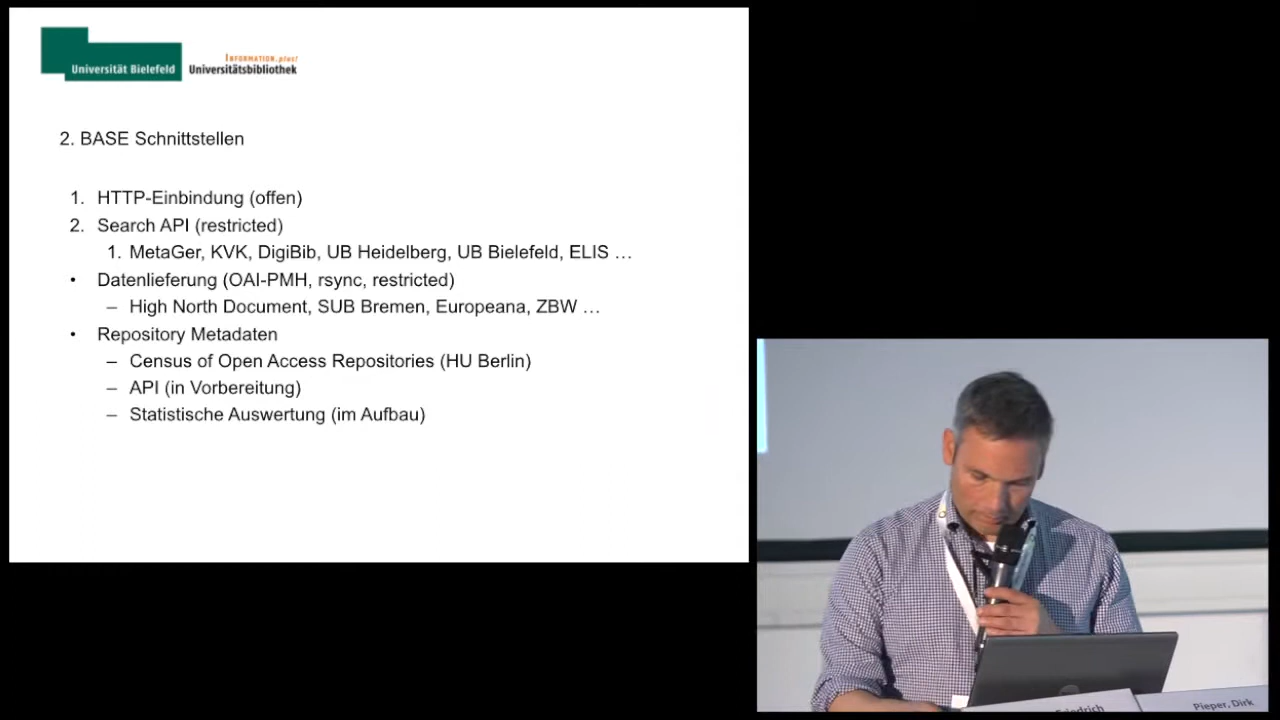 Universität Bielefeld
INFORMATION.plus!
Universitätsbibliothek
2. BASE Schnittstellen
1. HTTP-Einbindung (offen)
2. Search API (restricted)
1. MetaGer, KVK, DigiBib, UB Heidelberg, UB Bielefeld, ELIS …
• Datenlieferung (OAI-PMH, rsync, restricted)
– High North Document, SUB Bremen, Europeana, ZBW …
• Repository Metadaten
– Census of Open Access Repositories (HU Berlin)
– API (in Vorbereitung)
– Statistische Auswertung (im Aufbau)
Friedrich
Pieper, Dirk